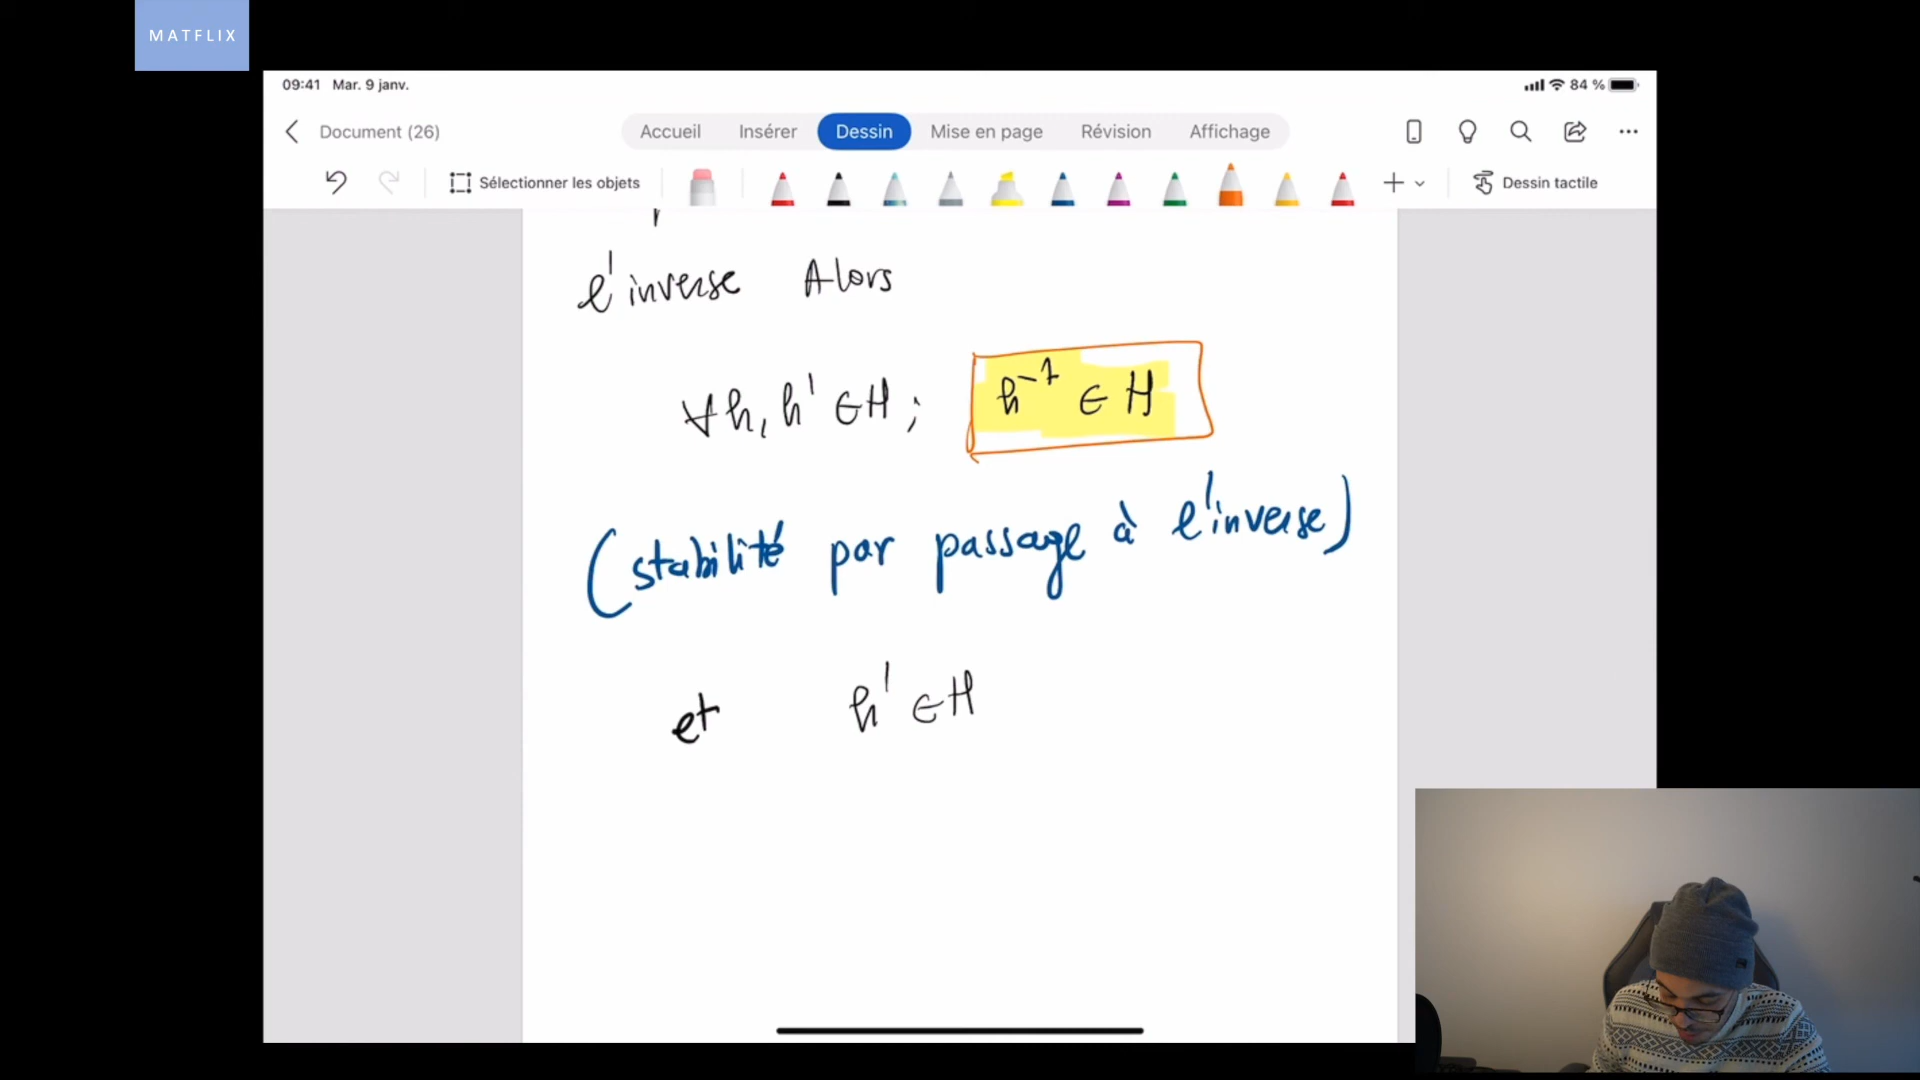 MATFLIX
09:41 Mar. 9 janv.
84 %
Document (26)
Accueil Insérer Dessin Mise en page Révision Affichage
Sélectionner les objets
Dessin tactile
l'inverse Alors
∀h, h' ∈ H ; h⁻¹ ∈ H
(stabilité par passage à l'inverse)
et h' ∈ H